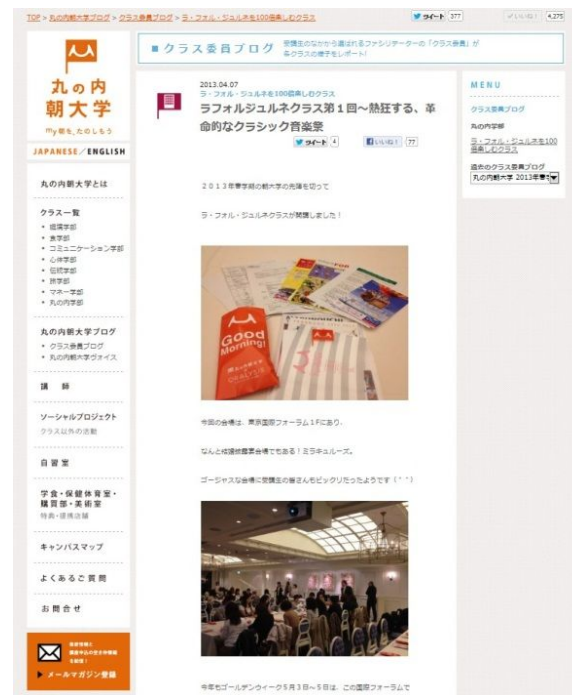 TOP > 丸の内朝大学ブログ > クラス委員ブログ > ラ・フォル・ジュルネを100倍楽しむクラス
ツイート 377
いいね! 4,275
丸の内
朝大学
my朝を、たのしもう
JAPANESE/ENGLISH
丸の内朝大学とは
クラス一覧
・ 環境学部
・ 食学部
・ コミュニケーション学部
・ 心体学部
・ 伝統学部
・ 旅学部
・ マネー学部
・ 丸の内学部
丸の内朝大学ブログ
・ クラス委員ブログ
・ 丸の内朝大学ヴォイス
講 師
ソーシャルプロジェクト
クラス以外の活動
自習室
学食・保健体育室・
購買部・美術室
特典・提携店舗
キャンパスマップ
よくあるご質問
お問合せ
メールマガジン登録
クラス委員ブログ
受講生のなかから選ばれるファシリテーターの「クラス委員」が
各クラスの様子をレポート!
2013.04.07
ラ・フォル・ジュルネを100倍楽しむクラス
ラフォルジュルネクラス第1回〜熱狂する、革
命的なクラシック音楽祭
ツイート 4
いいね! 77
2013年春学期の朝大学の先陣を切って
ラ・フォル・ジュルネクラスが開講しました!
Good
Morning!
今回の会場は、東京国際フォーラム1Fにあり、
なんと結婚披露宴会場でもある!ミラキュルーズ。
ゴージャスな会場に受講生の皆さんもビックリだったようです('')
今年もゴールデンウィーク5月3日〜5日は、この国際フォーラムで
MENU
クラス委員ブログ
丸の内学部
ラ・フォル・ジュルネを100
倍楽しむクラス
過去のクラス委員ブログ
丸の内朝大学 2013年春